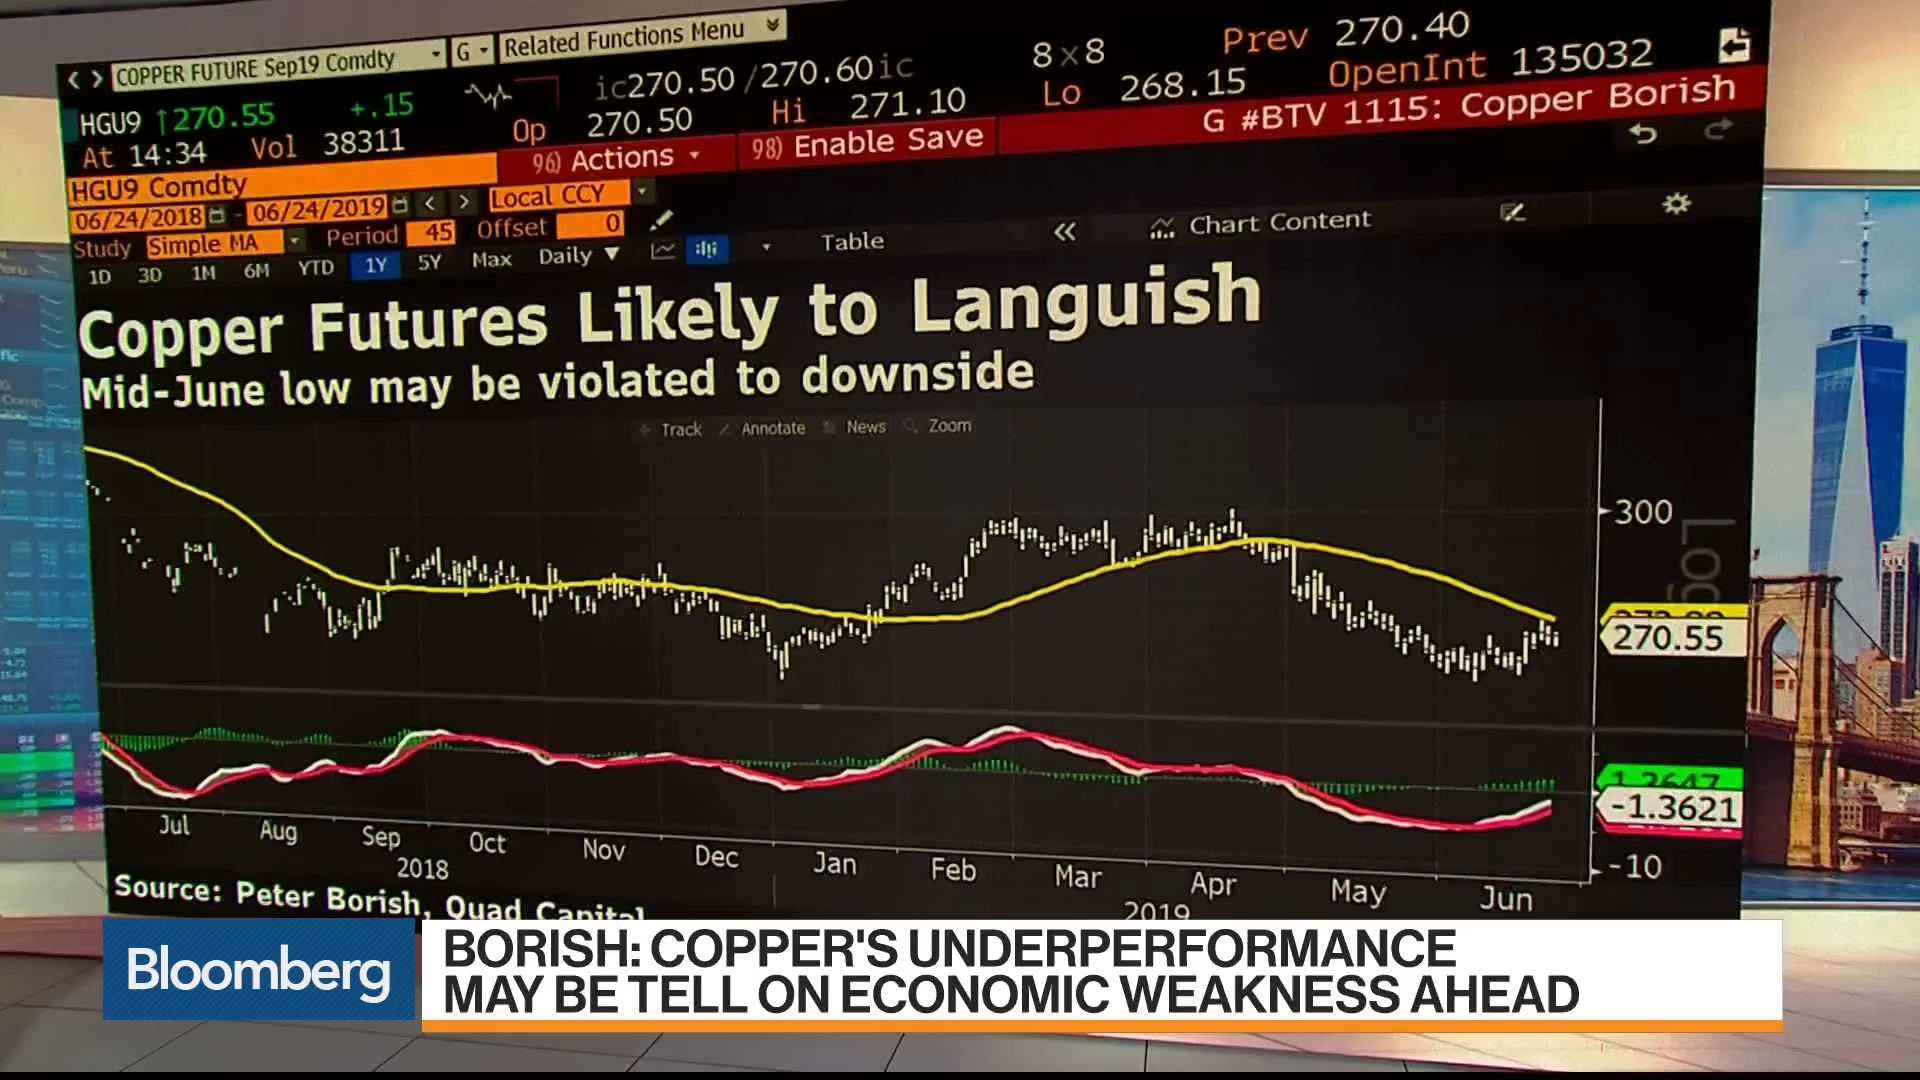 COPPER FUTURE Sep19 Comdty G Related Functions Menu
HGU9 270.55 +.15 ic270.50/270.60ic 8x8 Prev 270.40
At 14:34 Vol 38311 Op 270.50 Hi 271.10 Lo 268.15 OpenInt 135032
HGU9 Comdty 96) Actions 98) Enable Save G #BTV 1115: Copper Borish
06/24/2018 - 06/24/2019 Local CCY
Study Simple MA Period 45 Offset 0
1D 3D 1M 6M YTD 1Y 5Y Max Daily Table Chart Content
Copper Futures Likely to Languish
Mid-June low may be violated to downside
Track Annotate News Zoom
300
Log
270.55
-1.3621
-10
Jul Aug Sep Oct Nov Dec Jan Feb Mar Apr May Jun
2018 2019
Source: Peter Borish, Quad Capital
Bloomberg
BORISH: COPPER'S UNDERPERFORMANCE
MAY BE TELL ON ECONOMIC WEAKNESS AHEAD